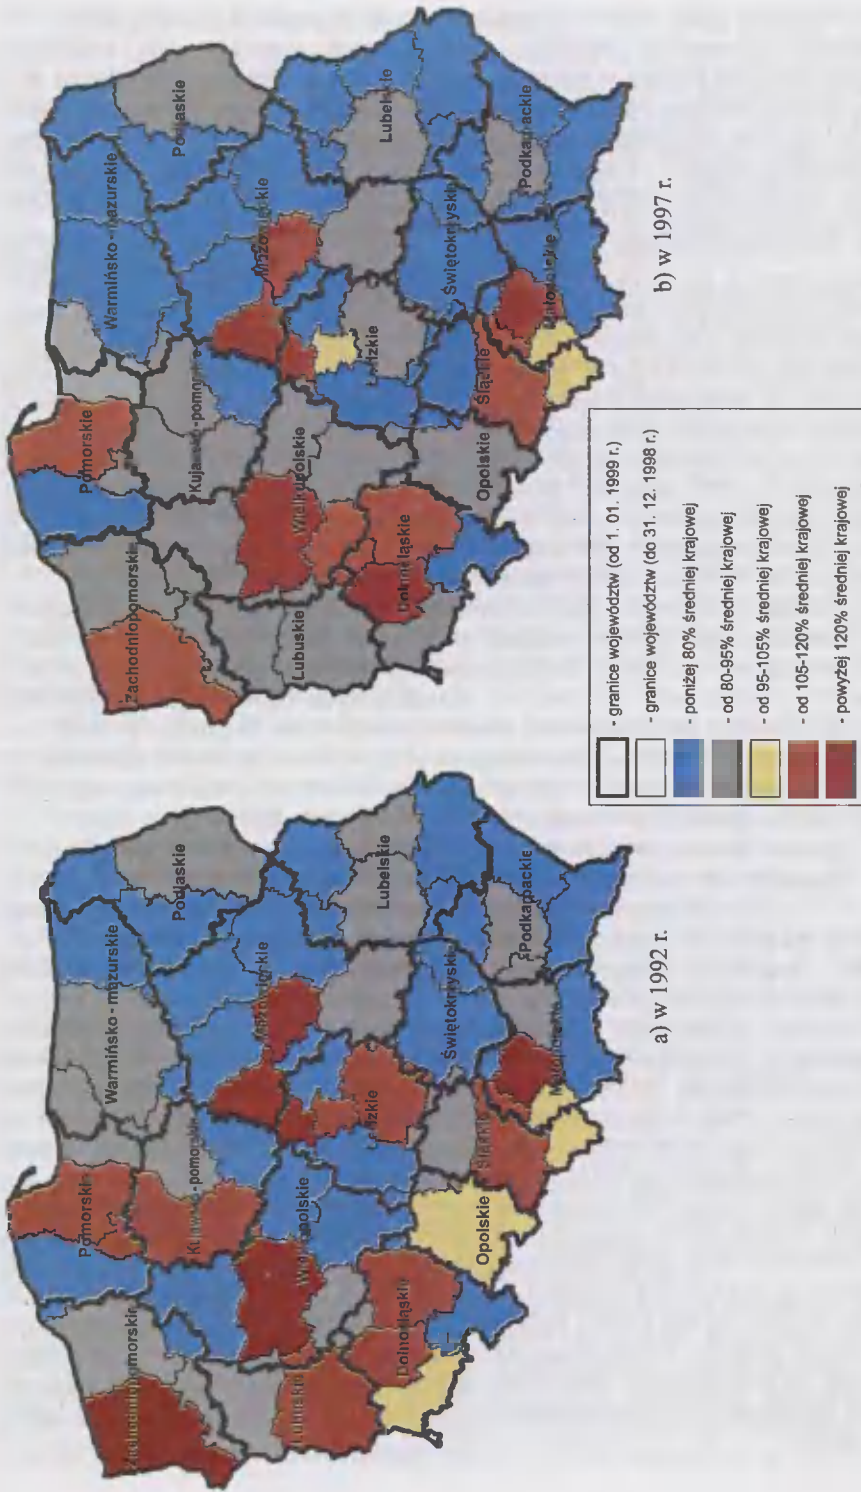 Zachodniopomorskie
Pomorskie
Warmińsko - mazurskie
Podlaskie
Kujawsko - pomorskie
Mazowieckie
Lubuskie
Wielkopolskie
Łódzkie
Lubelskie
Dolnośląskie
Opolskie
Śląskie
Świętokrzyskie
Małopolskie
Podkarpackie
a) w 1992 r.
Zachodniopomorskie
Pomorskie
Warmińsko - mazurskie
Podlaskie
Kujawsko - pomorskie
Mazowieckie
Lubuskie
Wielkopolskie
Łódzkie
Lubelskie
Dolnośląskie
Opolskie
Śląskie
Świętokrzyskie
Małopolskie
Podkarpackie
b) w 1997 r.
- granice województw (od 1. 01. 1999 r.)
- granice województw (do 31. 12. 1998 r.)
- poniżej 80% średniej krajowej
- od 80-95% średniej krajowej
- od 95-105% średniej krajowej
- od 105-120% średniej krajowej
- powyżej 120% średniej krajowej